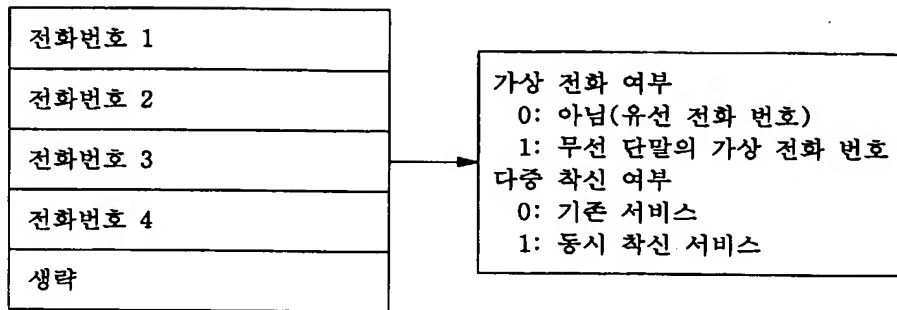 전화번호 1
전화번호 2
전화번호 3
전화번호 4
생략
가상 전화 여부
0: 아님(유선 전화 번호)
1: 무선 단말의 가상 전화 번호
다중 착신 여부
0: 기존 서비스
1: 동시 착신 서비스